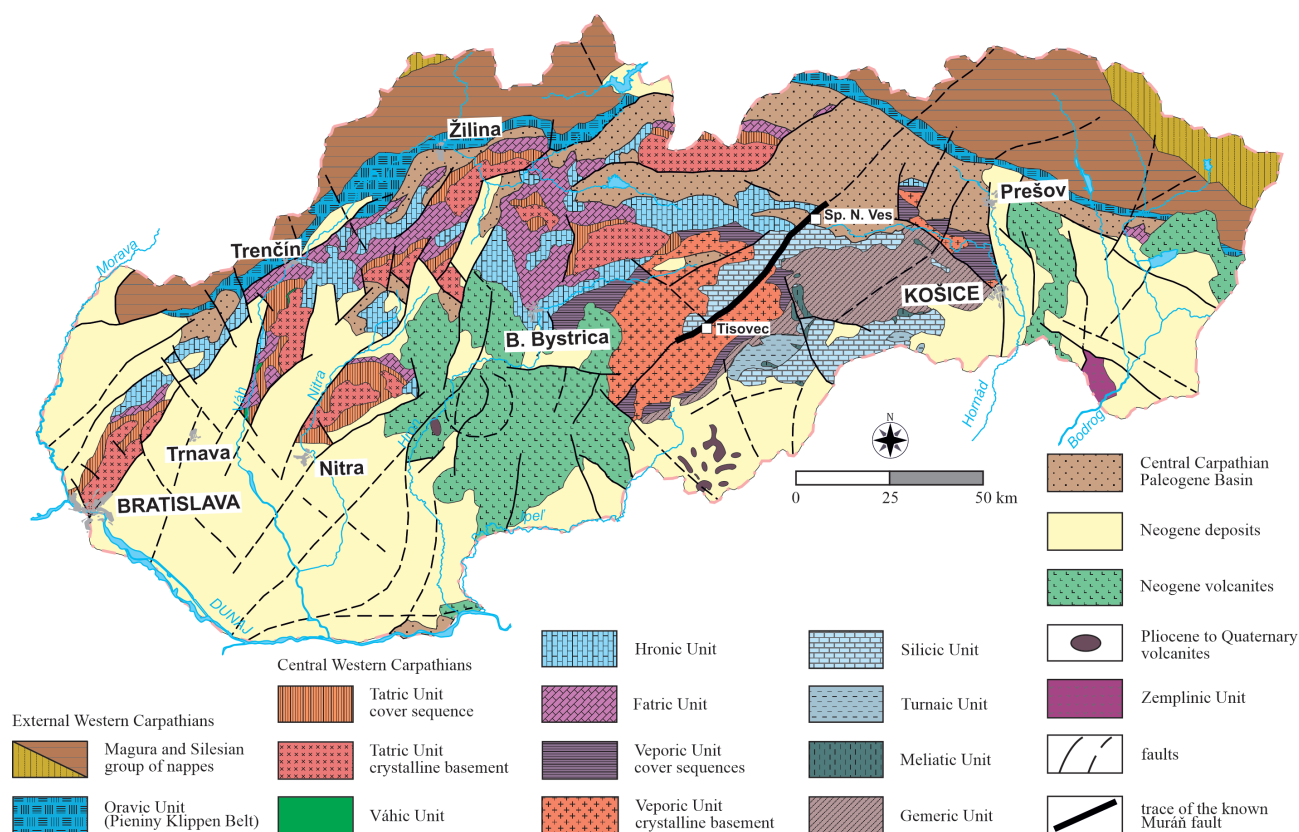 Žilina
Prešov
Sp. N. Ves
Trenčín
Morava
KOŠICE
Tisovec
B. Bystrica
Váh
Nitra
Hron
Hornád
Bodrog
Trnava
Nitra
BRATISLAVA
Ipeľ
DUNAJ
N
0 25 50 km
Central Carpathian
Paleogene Basin
Neogene deposits
Neogene volcanites
Pliocene to Quaternary
volcanites
Zemplinic Unit
faults
trace of the known
Muráň fault
External Western Carpathians
Magura and Silesian
group of nappes
Oravic Unit
(Pieniny Klippen Belt)
Central Western Carpathians
Tatric Unit
cover sequence
Tatric Unit
crystalline basement
Váhic Unit
Hronic Unit
Fatric Unit
Veporic Unit
cover sequences
Veporic Unit
crystalline basement
Silicic Unit
Turnaic Unit
Meliatic Unit
Gemeric Unit